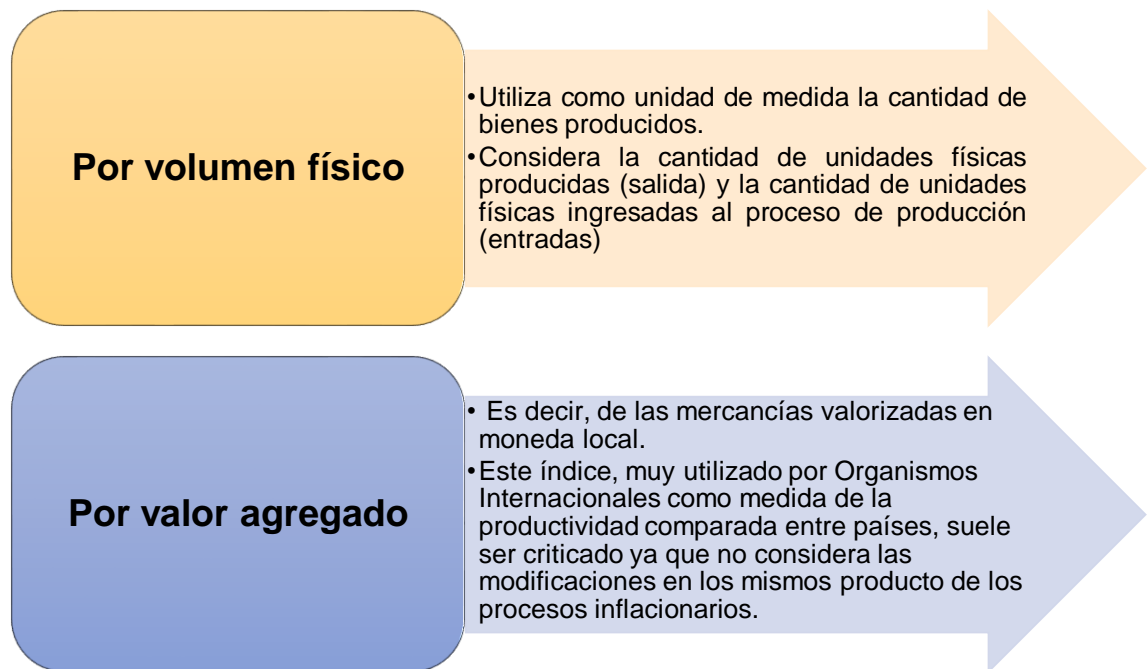 Por volumen físico
•Utiliza como unidad de medida la cantidad de
bienes producidos.
•Considera la cantidad de unidades físicas
producidas (salida) y la cantidad de unidades
físicas ingresadas al proceso de producción
(entradas)
Por valor agregado
• Es decir, de las mercancías valorizadas en
moneda local.
•Este índice, muy utilizado por Organismos
Internacionales como medida de la
productividad comparada entre países, suele
ser criticado ya que no considera las
modificaciones en los mismos producto de los
procesos inflacionarios.